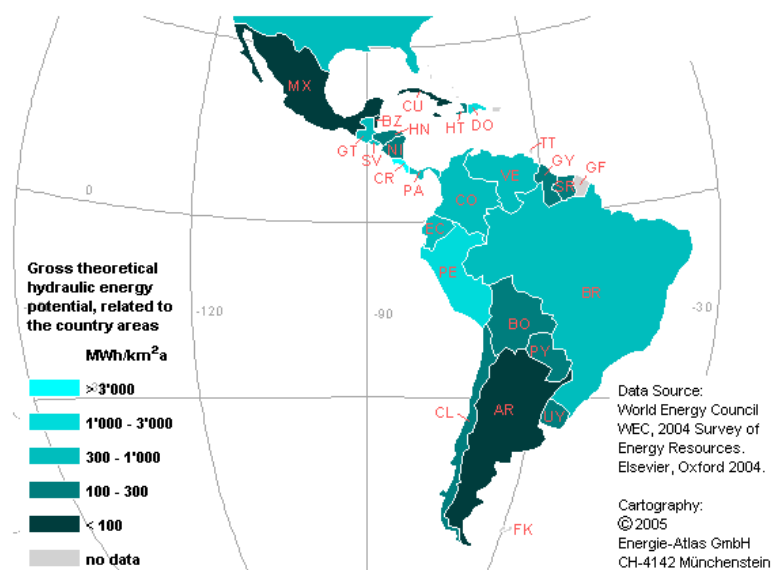 MX
CU
BZ
HN
HT
DO
GT
SV
NI
CR
PA
TT
GY
VE
SR
GF
CO
EC
PE
BR
BO
PY
CL
AR
UY
FK
0
0
-120
-90
-30
Gross theoretical
hydraulic energy
potential, related to
the country areas
MWh/km²a
> 3'000
1'000 - 3'000
300 - 1'000
100 - 300
< 100
no data
Data Source:
World Energy Council
WEC, 2004 Survey of
Energy Resources.
Elsevier, Oxford 2004.
Cartography:
© 2005
Energie-Atlas GmbH
CH-4142 Münchenstein